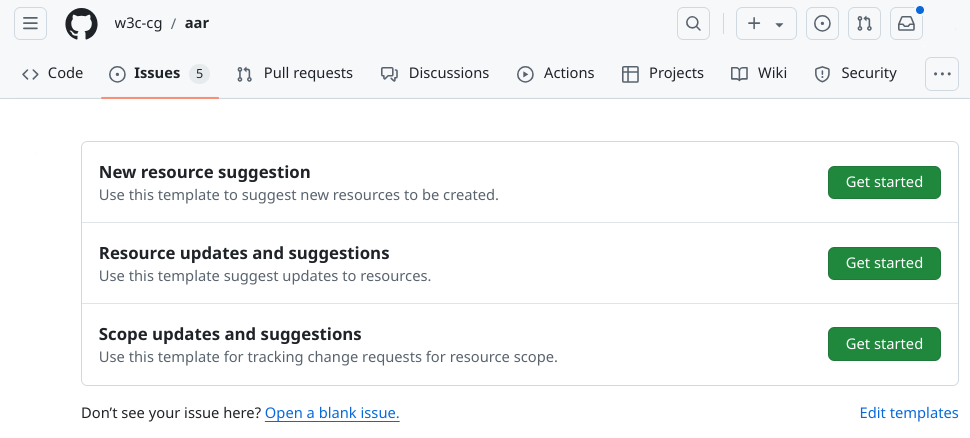 w3c-cg / aar
Code Issues 5 Pull requests Discussions Actions Projects Wiki Security
New resource suggestion
Use this template to suggest new resources to be created.
Get started
Resource updates and suggestions
Use this template suggest updates to resources.
Get started
Scope updates and suggestions
Use this template for tracking change requests for resource scope.
Get started
Don’t see your issue here? Open a blank issue. Edit templates